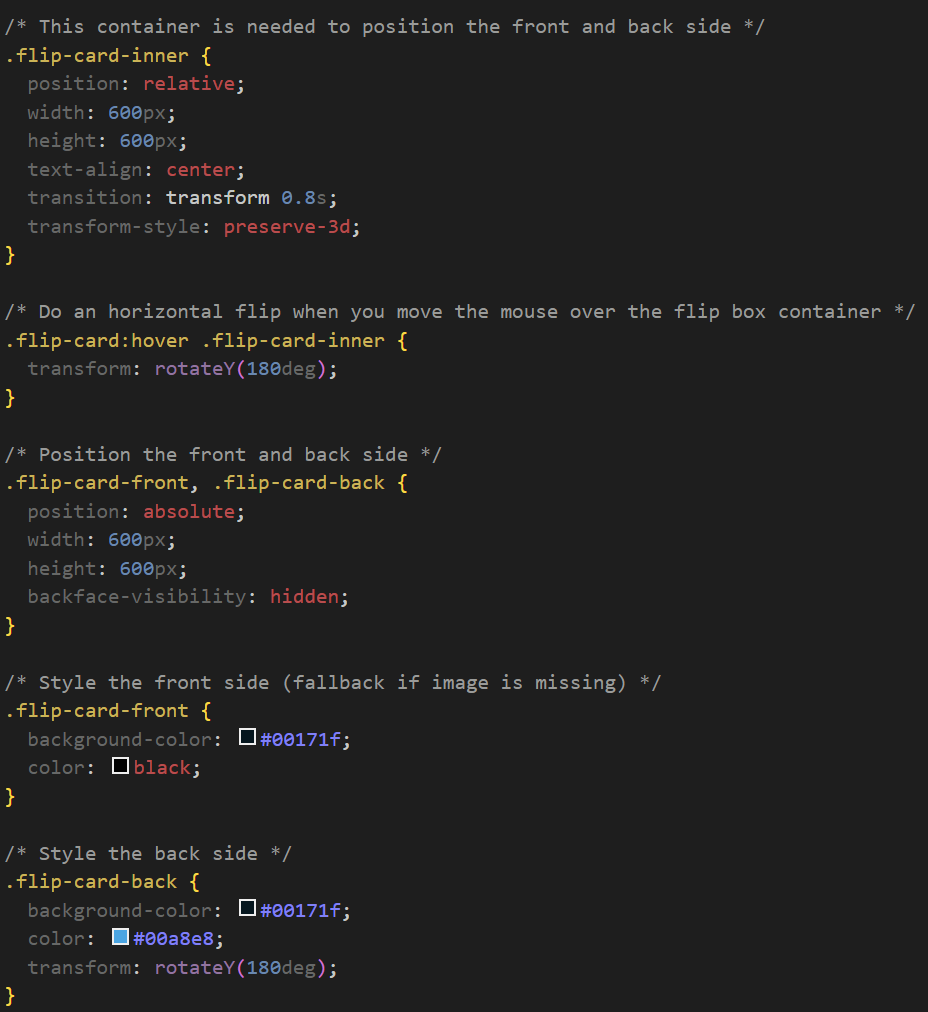 /* This container is needed to position the front and back side */
.flip-card-inner {
  position: relative;
  width: 600px;
  height: 600px;
  text-align: center;
  transition: transform 0.8s;
  transform-style: preserve-3d;
}

/* Do an horizontal flip when you move the mouse over the flip box container */
.flip-card:hover .flip-card-inner {
  transform: rotateY(180deg);
}

/* Position the front and back side */
.flip-card-front, .flip-card-back {
  position: absolute;
  width: 600px;
  height: 600px;
  backface-visibility: hidden;
}

/* Style the front side (fallback if image is missing) */
.flip-card-front {
  background-color: #00171f;
  color: black;
}

/* Style the back side */
.flip-card-back {
  background-color: #00171f;
  color: #00a8e8;
  transform: rotateY(180deg);
}